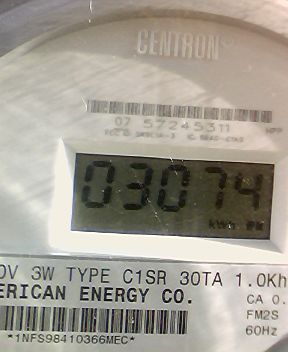 CENTRON®
07 57245311 HPP
03074
kWh
0V 3W TYPE C1SR 30TA 1.0Kh
ERICAN ENERGY CO.
CA 0.
FM2S
60Hz
*1NFS98410366MEC*